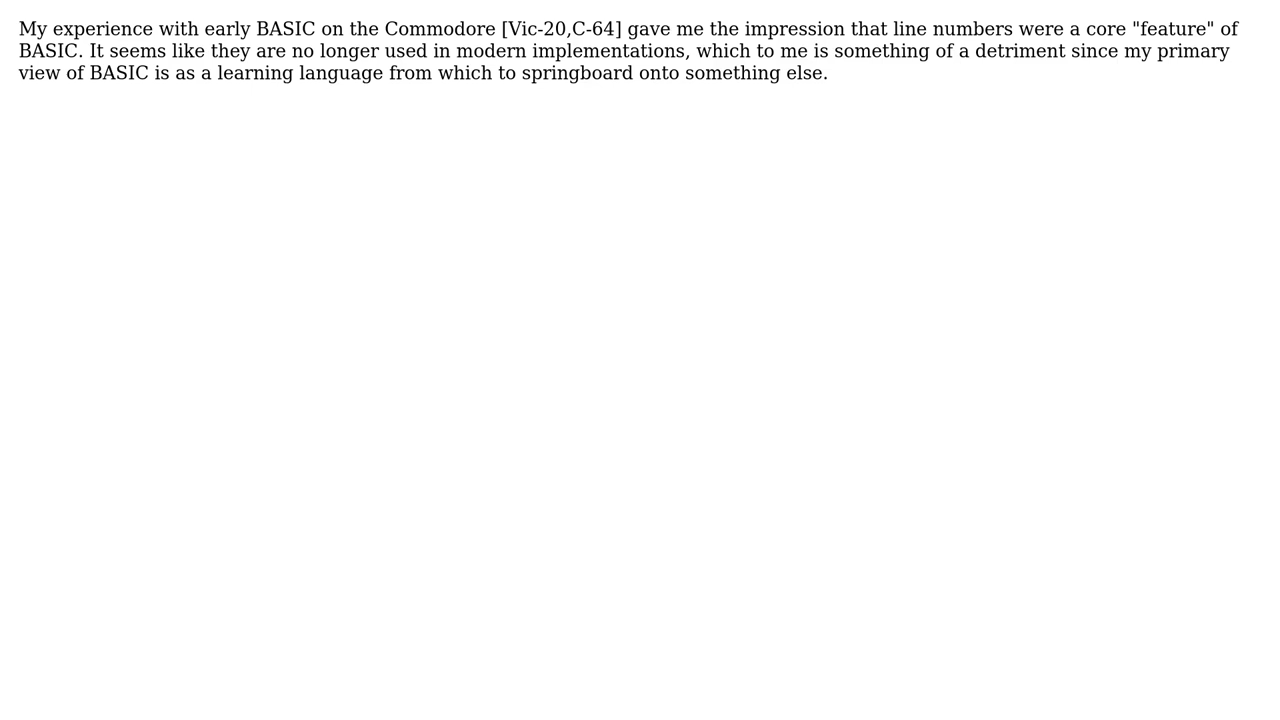 My experience with early BASIC on the Commodore [Vic-20,C-64] gave me the impression that line numbers were a core "feature" of
BASIC. It seems like they are no longer used in modern implementations, which to me is something of a detriment since my primary
view of BASIC is as a learning language from which to springboard onto something else.